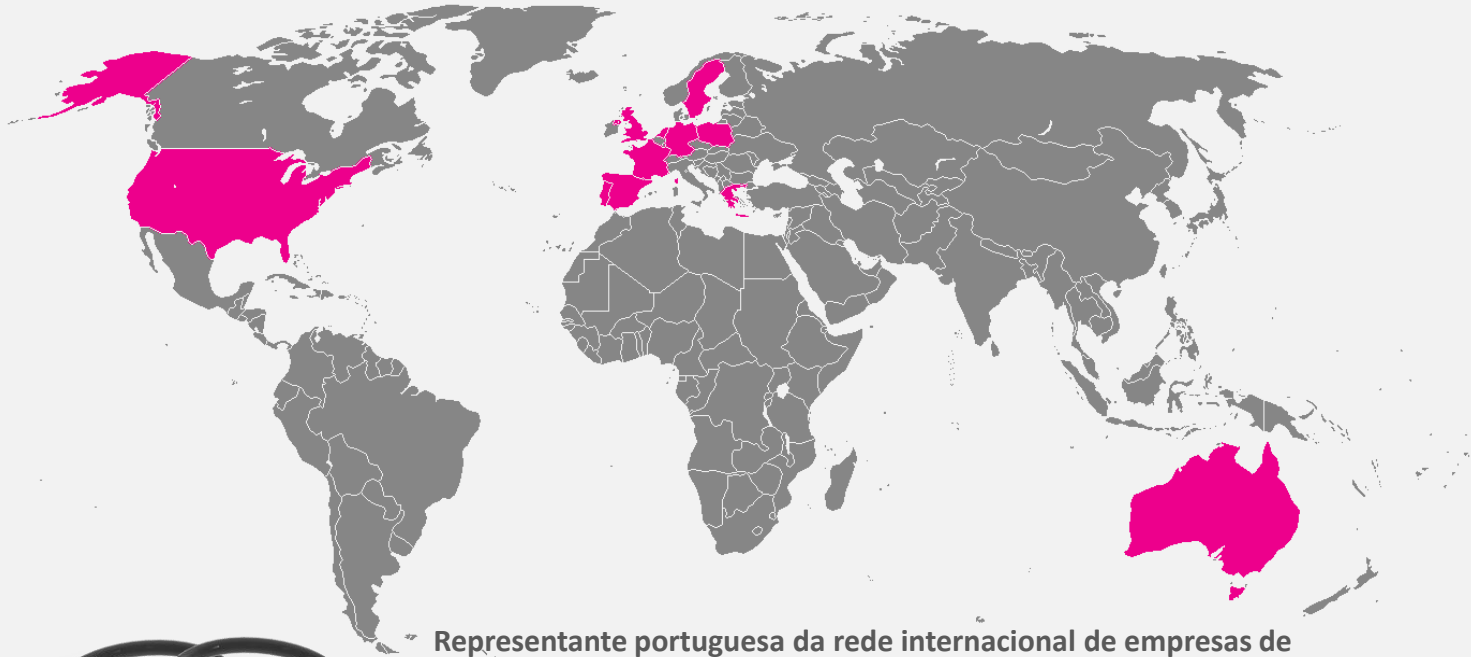 Representante portuguesa da rede internacional de empresas de